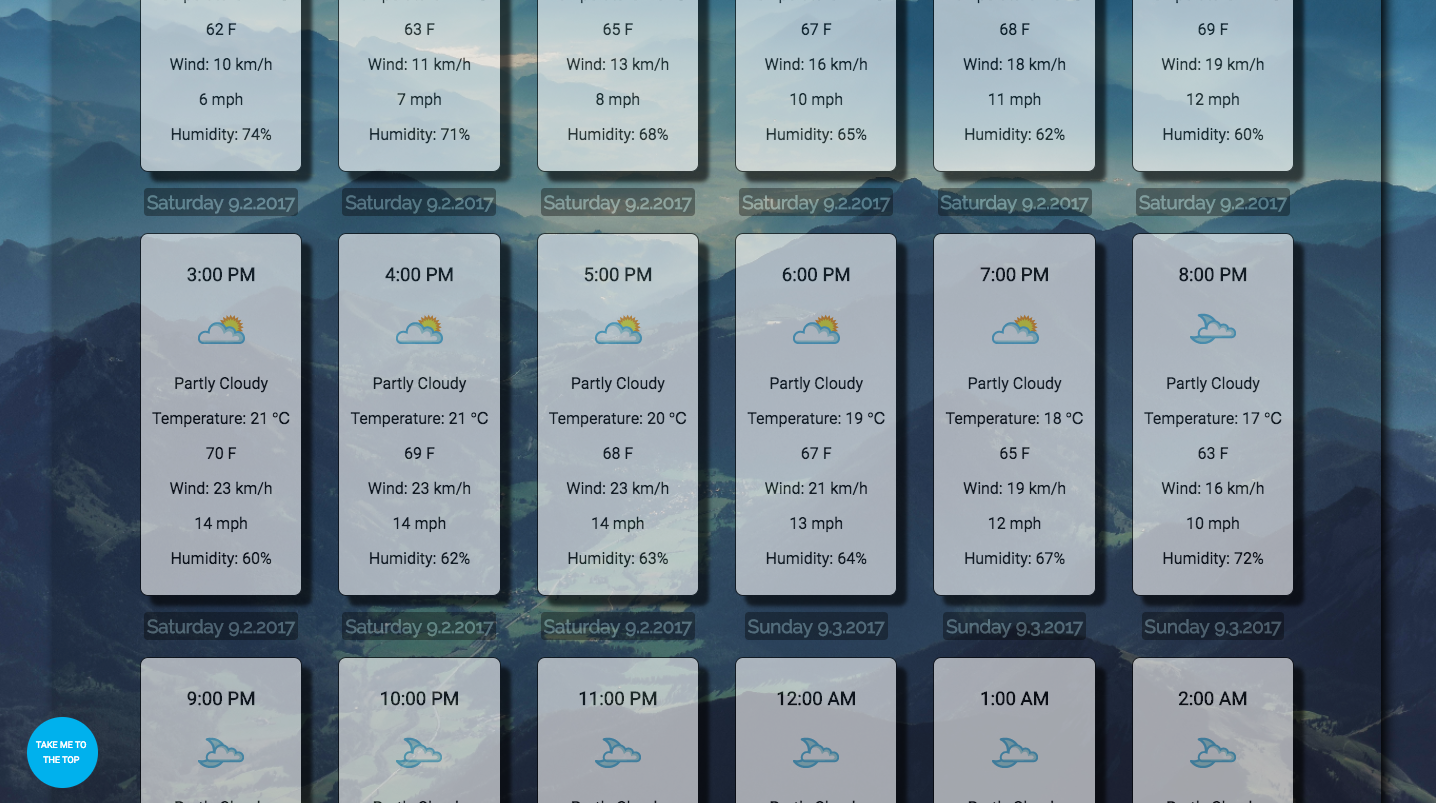 62 F
63 F
65 F
67 F
68 F
69 F
Wind: 10 km/h
Wind: 11 km/h
Wind: 13 km/h
Wind: 16 km/h
Wind: 18 km/h
Wind: 19 km/h
6 mph
7 mph
8 mph
10 mph
11 mph
12 mph
Humidity: 74%
Humidity: 71%
Humidity: 68%
Humidity: 65%
Humidity: 62%
Humidity: 60%
Saturday 9.2.2017
Saturday 9.2.2017
Saturday 9.2.2017
Saturday 9.2.2017
Saturday 9.2.2017
Saturday 9.2.2017
3:00 PM
4:00 PM
5:00 PM
6:00 PM
7:00 PM
8:00 PM
Partly Cloudy
Partly Cloudy
Partly Cloudy
Partly Cloudy
Partly Cloudy
Partly Cloudy
Temperature: 21 °C
Temperature: 21 °C
Temperature: 20 °C
Temperature: 19 °C
Temperature: 18 °C
Temperature: 17 °C
70 F
69 F
68 F
67 F
65 F
63 F
Wind: 23 km/h
Wind: 23 km/h
Wind: 23 km/h
Wind: 21 km/h
Wind: 19 km/h
Wind: 16 km/h
14 mph
14 mph
14 mph
13 mph
12 mph
10 mph
Humidity: 60%
Humidity: 62%
Humidity: 63%
Humidity: 64%
Humidity: 67%
Humidity: 72%
Saturday 9.2.2017
Saturday 9.2.2017
Saturday 9.2.2017
Sunday 9.3.2017
Sunday 9.3.2017
Sunday 9.3.2017
9:00 PM
10:00 PM
11:00 PM
12:00 AM
1:00 AM
2:00 AM
TAKE ME TO
THE TOP